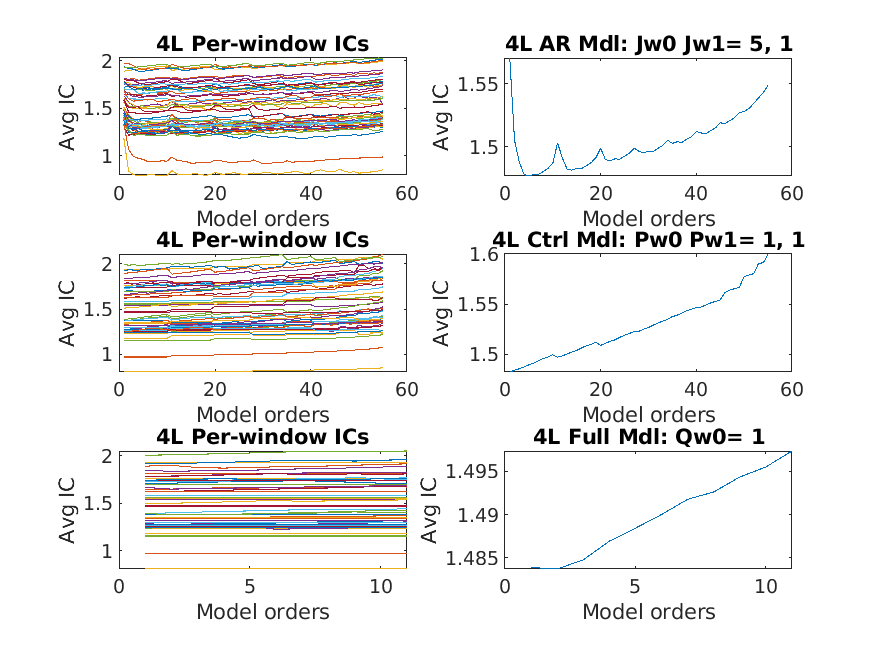 4L Per-window ICs
Avg IC
2
1.5
1
0 20 40 60
Model orders
4L AR Mdl: Jw0 Jw1= 5, 1
Avg IC
1.55
1.5
0 20 40 60
Model orders
4L Per-window ICs
Avg IC
2
1.5
1
0 20 40 60
Model orders
4L Ctrl Mdl: Pw0 Pw1= 1, 1
Avg IC
1.6
1.55
1.5
0 20 40 60
Model orders
4L Per-window ICs
Avg IC
2
1.5
1
0 5 10
Model orders
4L Full Mdl: Qw0= 1
Avg IC
1.495
1.49
1.485
0 5 10
Model orders